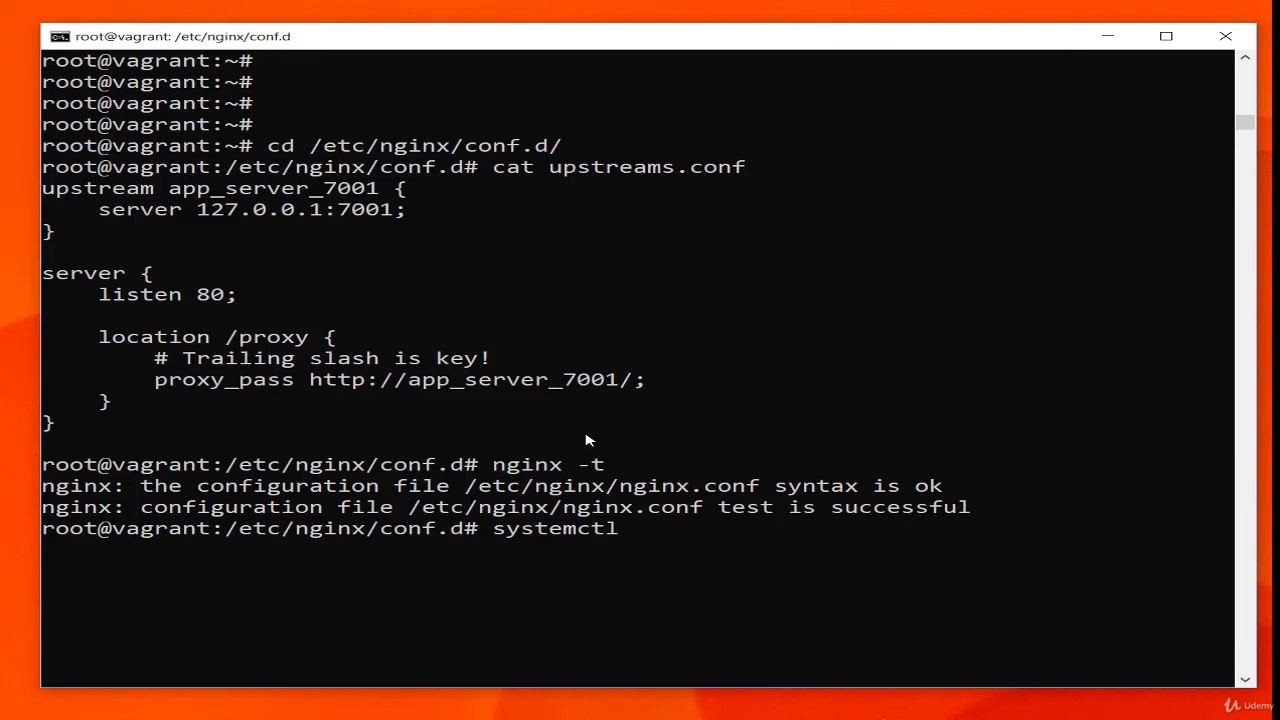 root@vagrant: /etc/nginx/conf.d
root@vagrant:~#
root@vagrant:~#
root@vagrant:~#
root@vagrant:~#
root@vagrant:~# cd /etc/nginx/conf.d/
root@vagrant:/etc/nginx/conf.d# cat upstreams.conf
upstream app_server_7001 {
    server 127.0.0.1:7001;
}

server {
    listen 80;

    location /proxy {
        # Trailing slash is key!
        proxy_pass http://app_server_7001/;
    }
}

root@vagrant:/etc/nginx/conf.d# nginx -t
nginx: the configuration file /etc/nginx/nginx.conf syntax is ok
nginx: configuration file /etc/nginx/nginx.conf test is successful
root@vagrant:/etc/nginx/conf.d# systemctl
Udemy